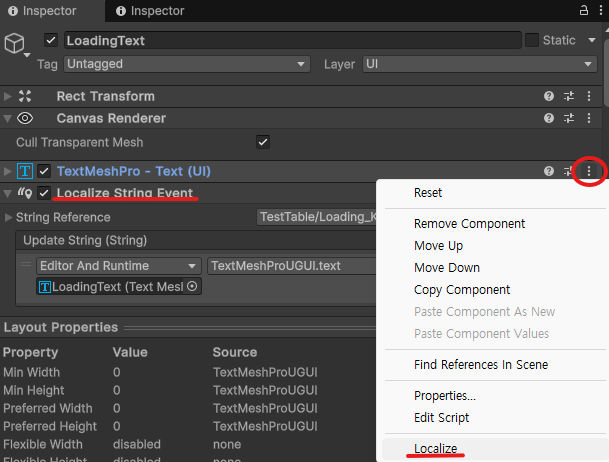 Inspector
Inspector
LoadingText
Static
Tag Untagged Layer UI
Rect Transform
Canvas Renderer
Cull Transparent Mesh
TextMeshPro - Text (UI)
Localize String Event
String Reference TestTable/Loading_K
Update String (String)
Editor And Runtime TextMeshProUGUI.text
LoadingText (Text Mesl
Layout Properties
Property Value Source
Min Width 0 TextMeshProUGUI
Min Height 0 TextMeshProUGUI
Preferred Width 0 TextMeshProUGUI
Preferred Height 0 TextMeshProUGUI
Flexible Width disabled none
Flexible Height disabled none
Reset
Remove Component
Move Up
Move Down
Copy Component
Paste Component As New
Paste Component Values
Find References In Scene
Properties...
Edit Script
Localize